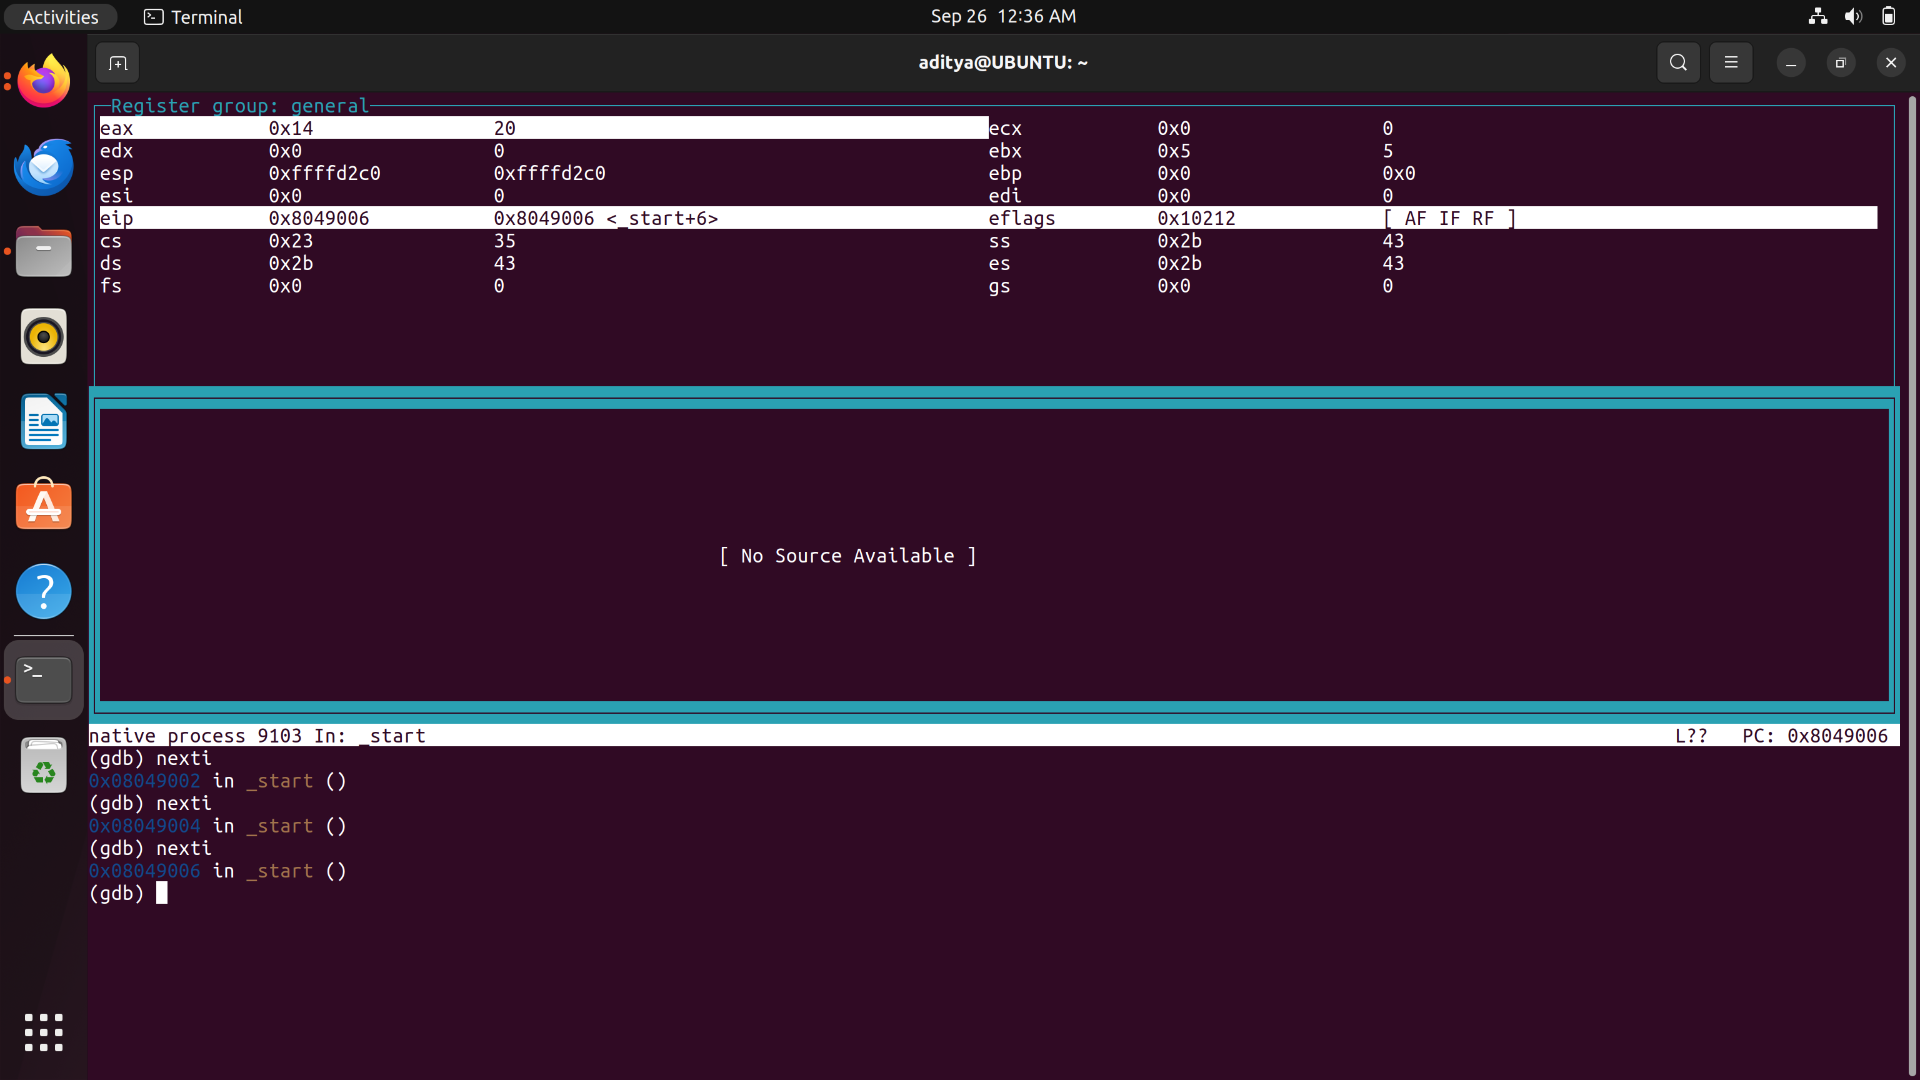 Activities Terminal Sep 26 12:36 AM
aditya@UBUNTU: ~
Register group: general
eax 0x14 20 ecx 0x0 0
edx 0x0 0 ebx 0x5 5
esp 0xffffd2c0 0xffffd2c0 ebp 0x0 0x0
esi 0x0 0 edi 0x0 0
eip 0x8049006 0x8049006 <_start+6> eflags 0x10212 [ AF IF RF ]
cs 0x23 35 ss 0x2b 43
ds 0x2b 43 es 0x2b 43
fs 0x0 0 gs 0x0 0
[ No Source Available ]
native process 9103 In: _start L?? PC: 0x8049006
(gdb) nexti
0x08049002 in _start ()
(gdb) nexti
0x08049004 in _start ()
(gdb) nexti
0x08049006 in _start ()
(gdb)